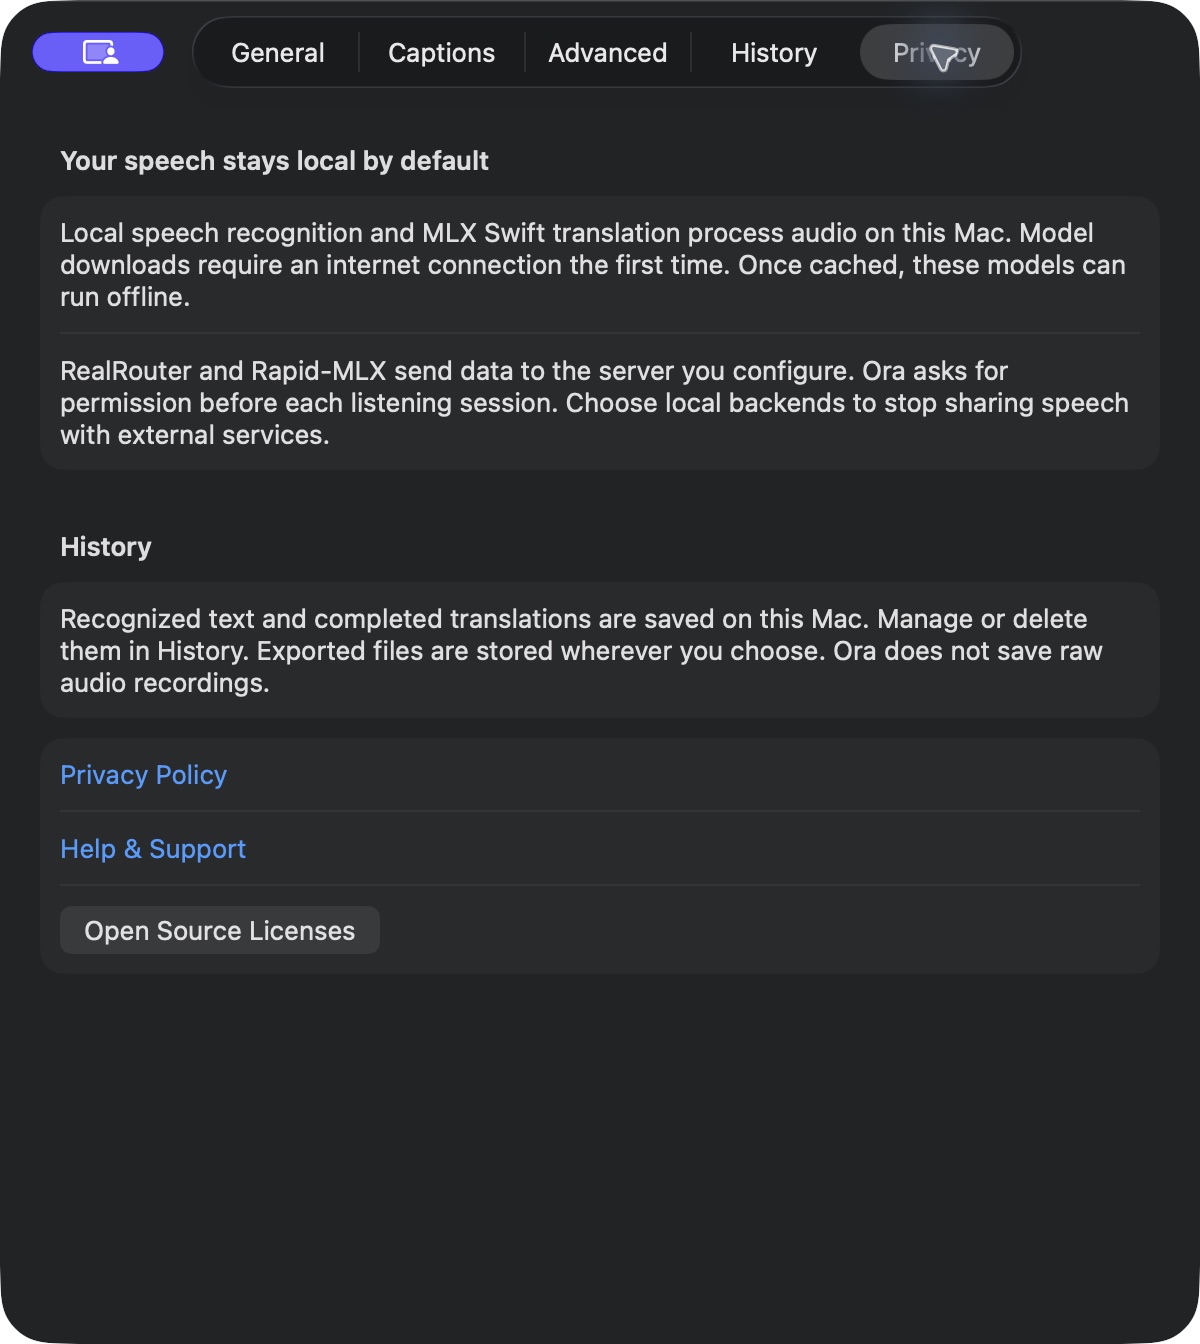 General
Captions
Advanced
History
Privacy
Your speech stays local by default
Local speech recognition and MLX Swift translation process audio on this Mac. Model
downloads require an internet connection the first time. Once cached, these models can
run offline.
RealRouter and Rapid-MLX send data to the server you configure. Ora asks for
permission before each listening session. Choose local backends to stop sharing speech
with external services.
History
Recognized text and completed translations are saved on this Mac. Manage or delete
them in History. Exported files are stored wherever you choose. Ora does not save raw
audio recordings.
Privacy Policy
Help & Support
Open Source Licenses